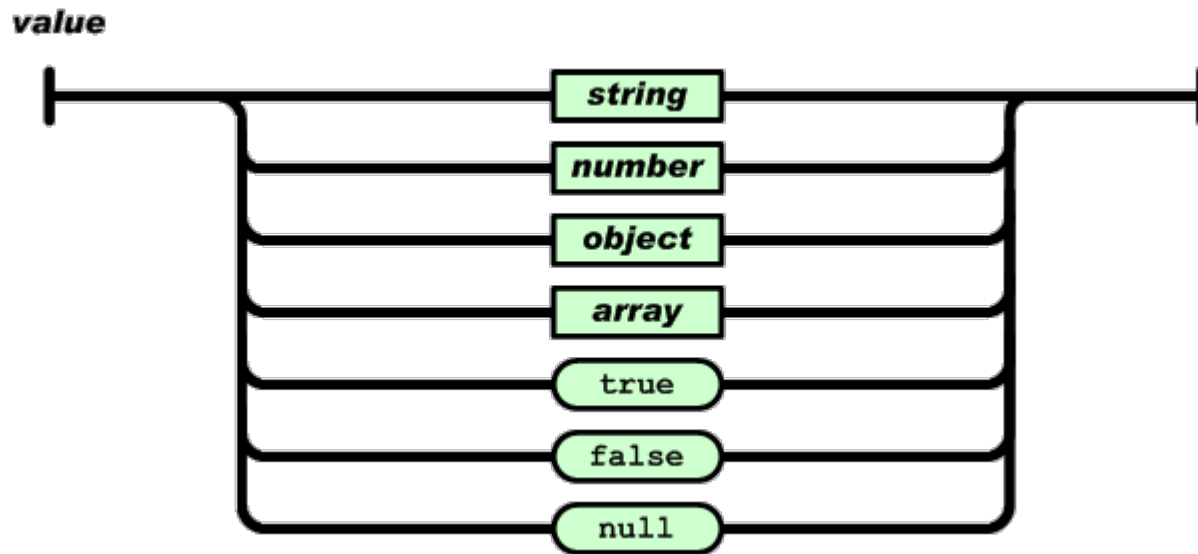 value
string
number
object
array
true
false
null